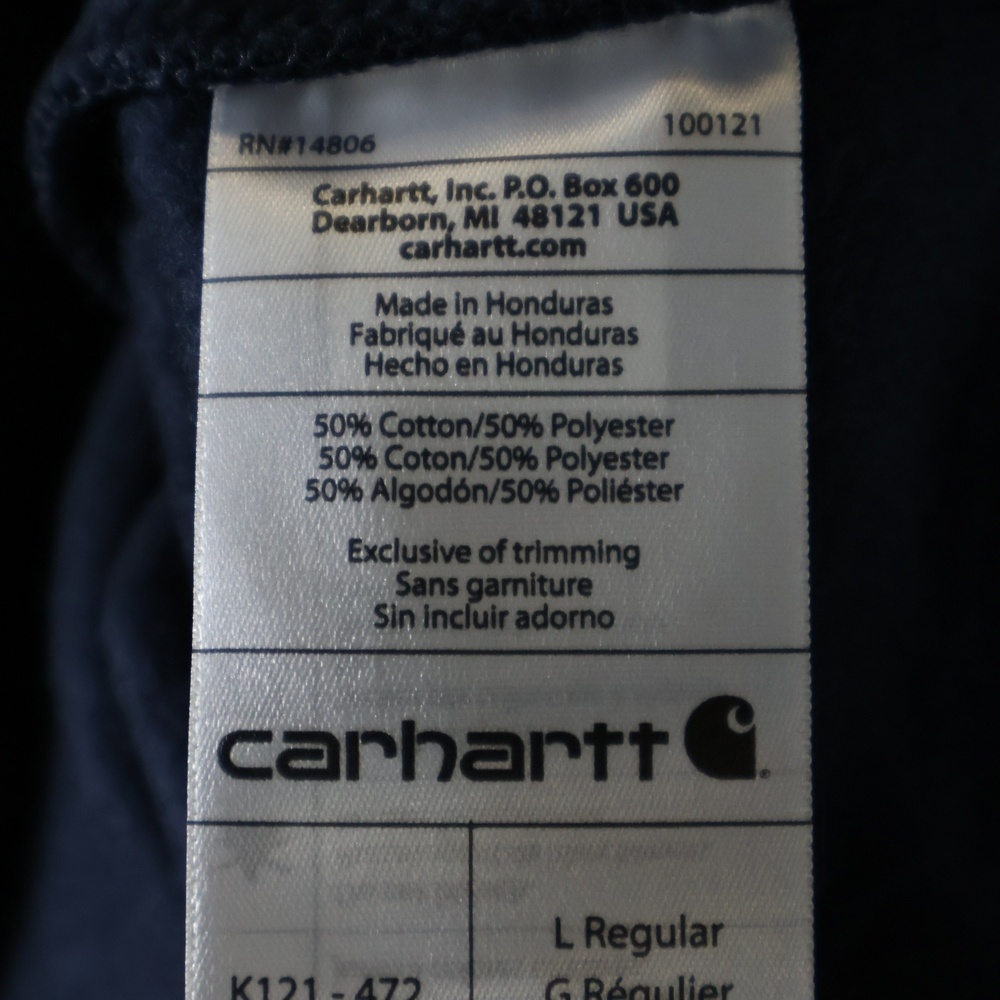 RN#14806
100121
Carhartt, Inc. P.O. Box 600
Dearborn, MI 48121 USA
carhartt.com
Made in Honduras
Fabriqué au Honduras
Hecho en Honduras
50% Cotton/50% Polyester
50% Coton/50% Polyester
50% Algodón/50% Poliéster
Exclusive of trimming
Sans garniture
Sin incluir adorno
carhartt
K121 - 472
L Regular
G Régulier